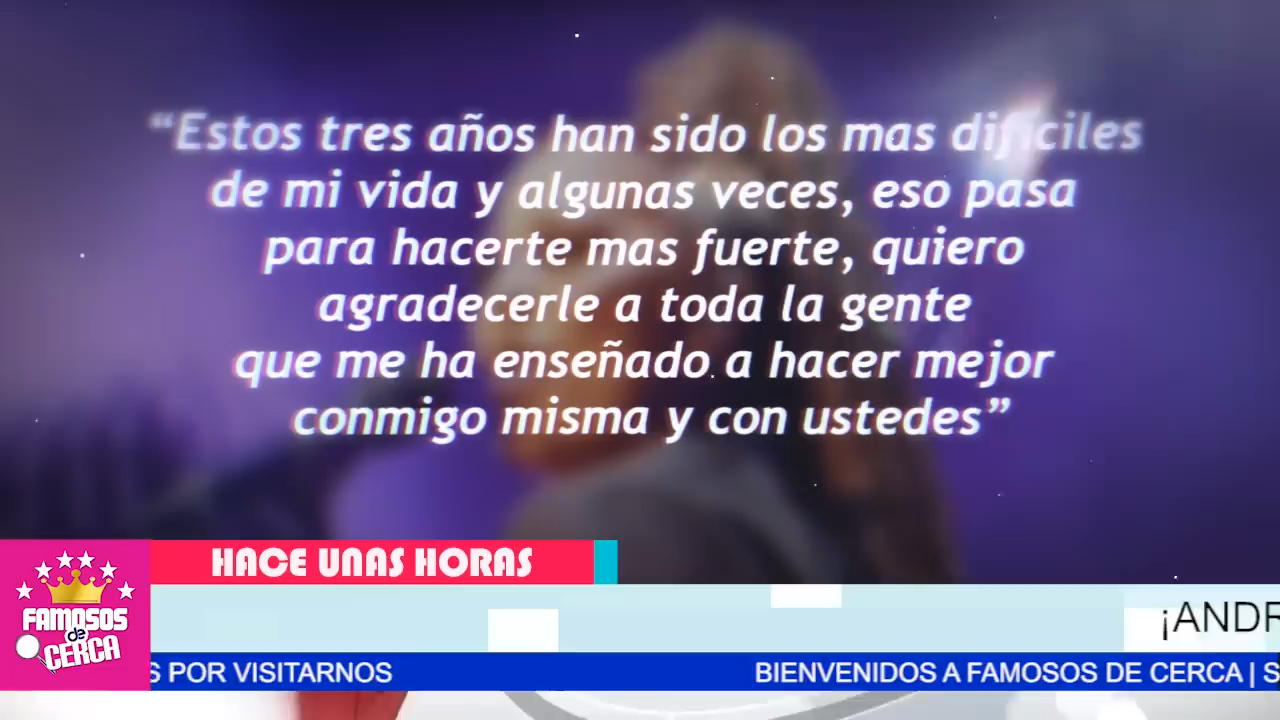 “Estos tres años han sido los mas difíciles
de mi vida y algunas veces, eso pasa
para hacerte mas fuerte, quiero
agradecerle a toda la gente
que me ha enseñado a hacer mejor
conmigo misma y con ustedes”
HACE UNAS HORAS
FAMOSOS
de
CERCA
¡ANDR
S POR VISITARNOS
BIENVENIDOS A FAMOSOS DE CERCA | S